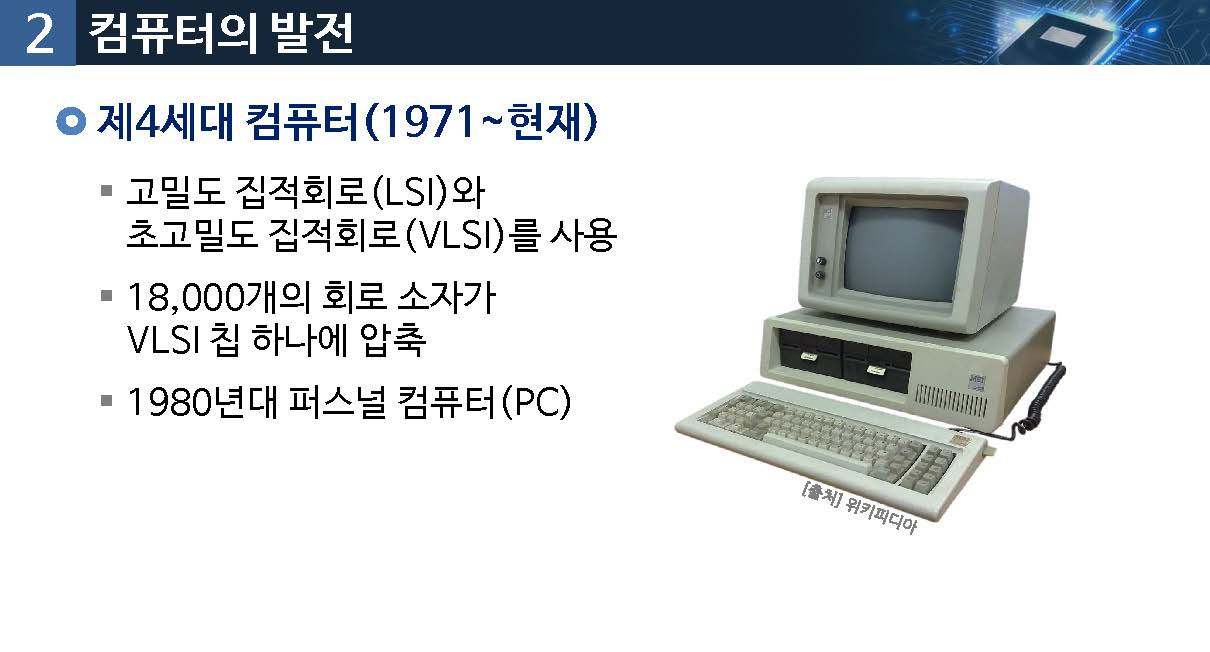 2 컴퓨터의 발전
제4세대 컴퓨터(1971~현재)
고밀도 집적회로(LSI)와
초고밀도 집적회로(VLSI)를 사용
18,000개의 회로 소자가
VLSI 칩 하나에 압축
1980년대 퍼스널 컴퓨터(PC)
[출처] 위키피디아